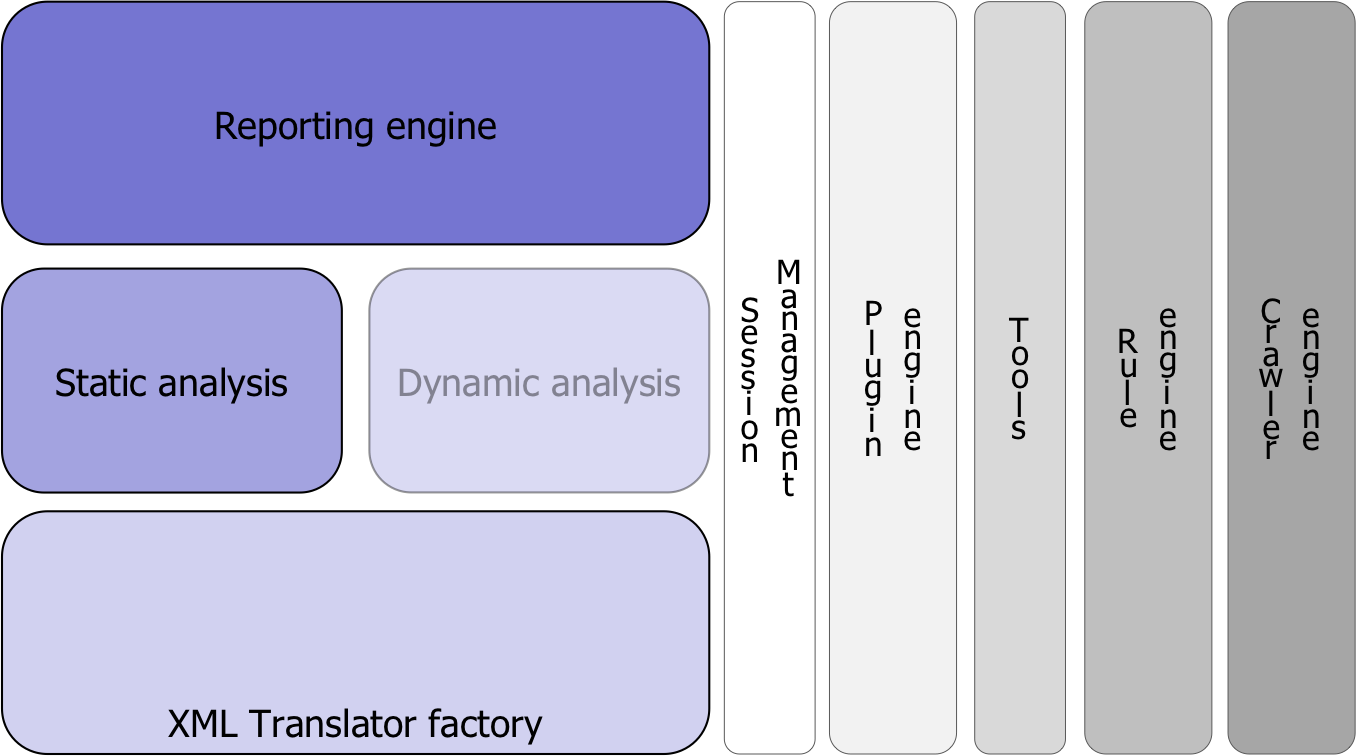 Reporting engine
Static analysis
Dynamic analysis
XML Translator factory
Session
Management
Plugin
engine
Tools
Rule
engine
Crawler
engine